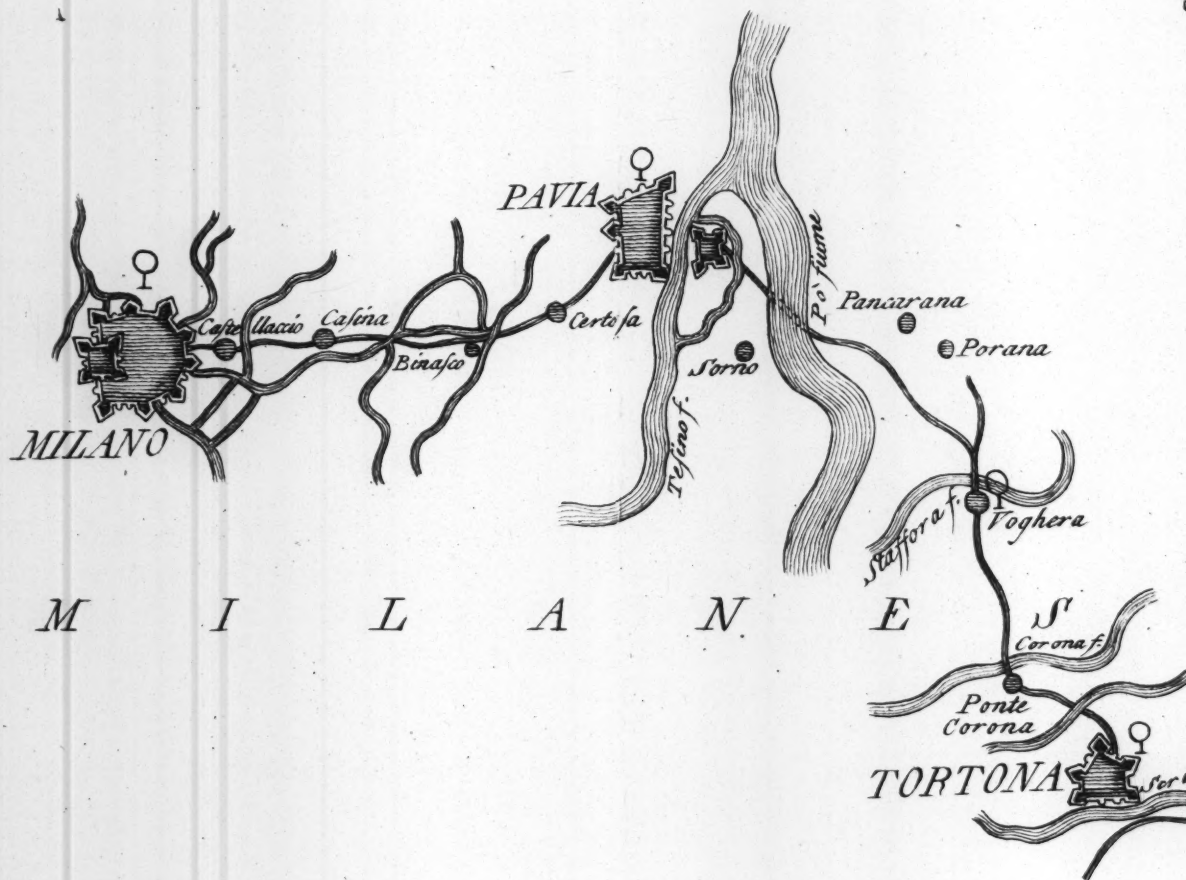 PAVIA
Pò fiume
Pancarana
Porana
Castellaccio
Casina
Certosa
Binasco
Sorno
MILANO
Tesino f.
Staffora f.
Voghera
M I L A N E S
Corona f.
Ponte
Corona
TORTONA